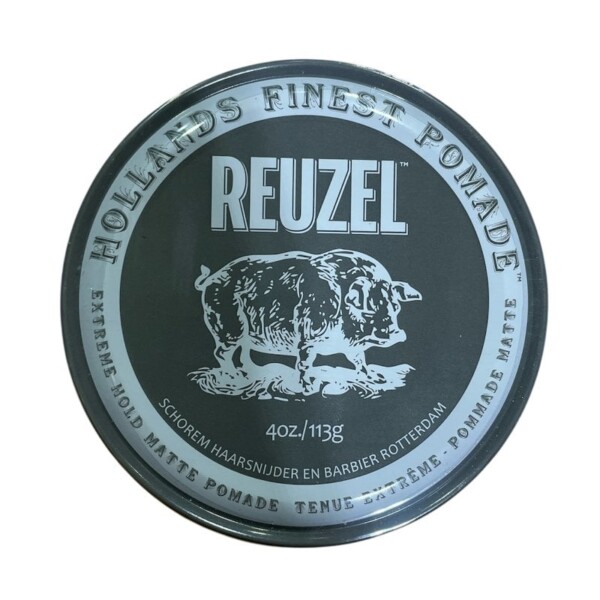 HOLLANDS FINEST POMADE™
REUZEL™
4oz./113g
SCHOREM HAARSNIJDER EN BARBIER ROTTERDAM
EXTREME HOLD MATTE POMADE TENUE EXTRÊME - POMMADE MATTE